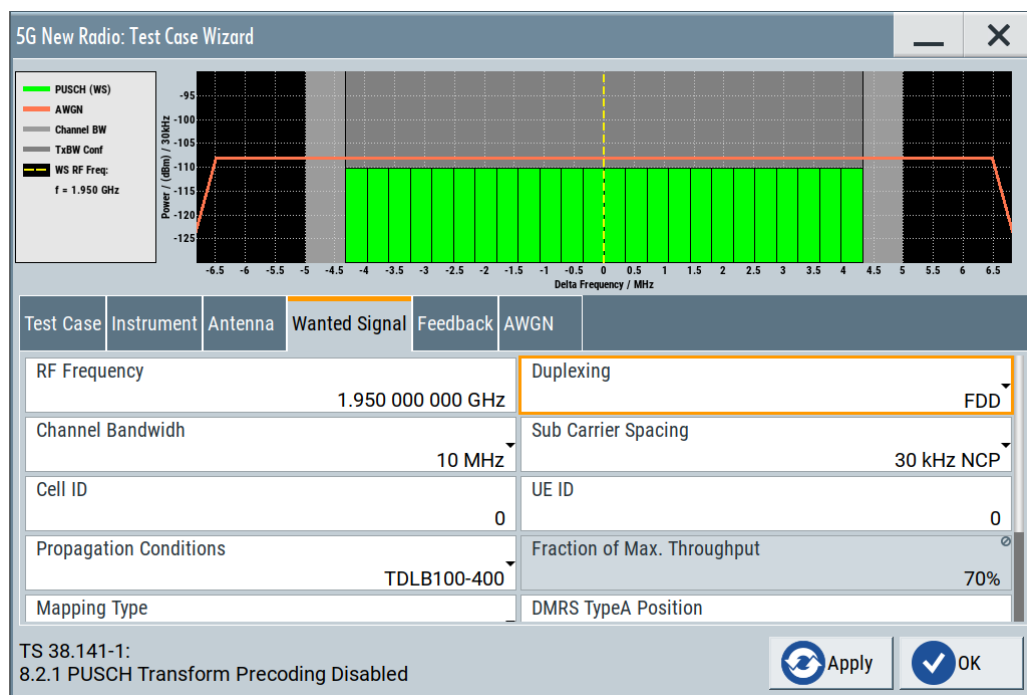 5G New Radio: Test Case Wizard
PUSCH (WS)
AWGN
Channel BW
TxBW Conf
WS RF Freq:
f = 1.950 GHz
Power / (dBm) / 30kHz
-95
-100
-105
-110
-115
-120
-125
-6.5 -6 -5.5 -5 -4.5 -4 -3.5 -3 -2.5 -2 -1.5 -1 -0.5 0 0.5 1 1.5 2 2.5 3 3.5 4 4.5 5 5.5 6 6.5
Delta Frequency / MHz
Test Case Instrument Antenna Wanted Signal Feedback AWGN
RF Frequency
1.950 000 000 GHz
Duplexing
FDD
Channel Bandwidh
10 MHz
Sub Carrier Spacing
30 kHz NCP
Cell ID
0
UE ID
0
Propagation Conditions
TDLB100-400
Fraction of Max. Throughput
70%
Mapping Type
DMRS TypeA Position
TS 38.141-1:
8.2.1 PUSCH Transform Precoding Disabled
Apply
OK